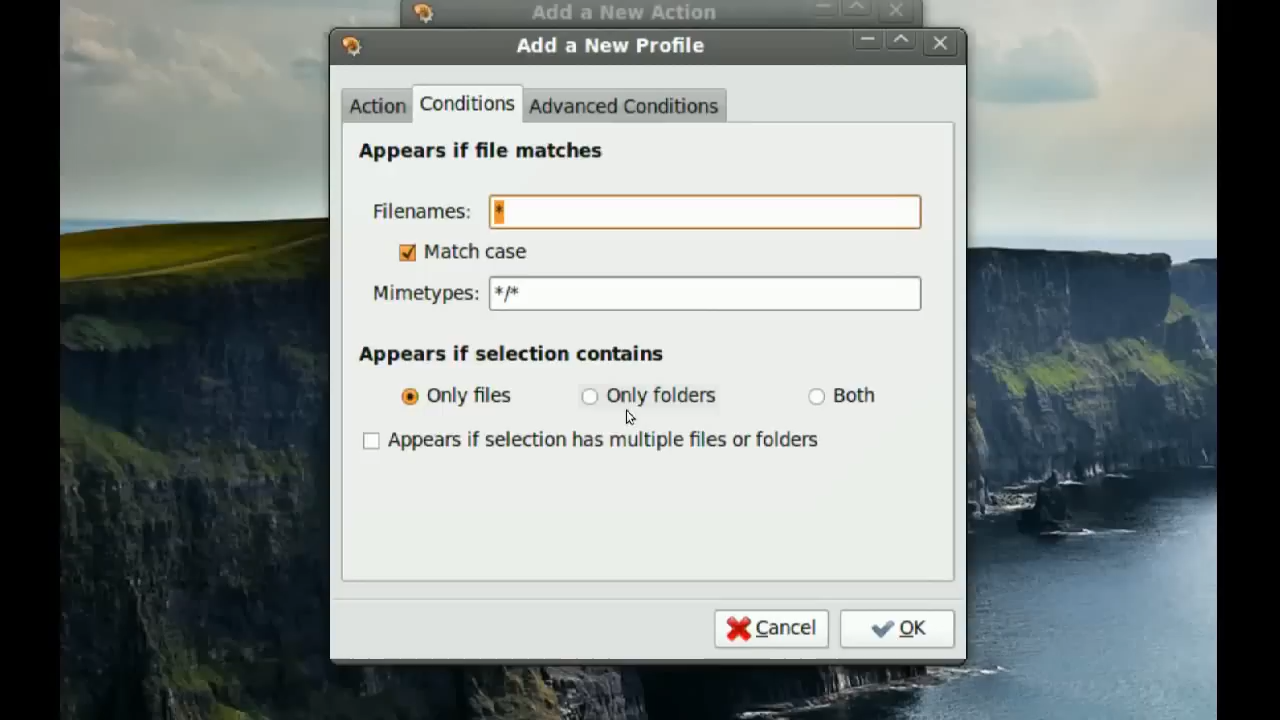 Add a New Action
Add a New Profile
Action Conditions Advanced Conditions
Appears if file matches
Filenames: *
Match case
Mimetypes: */*
Appears if selection contains
Only files Only folders Both
Appears if selection has multiple files or folders
Cancel OK